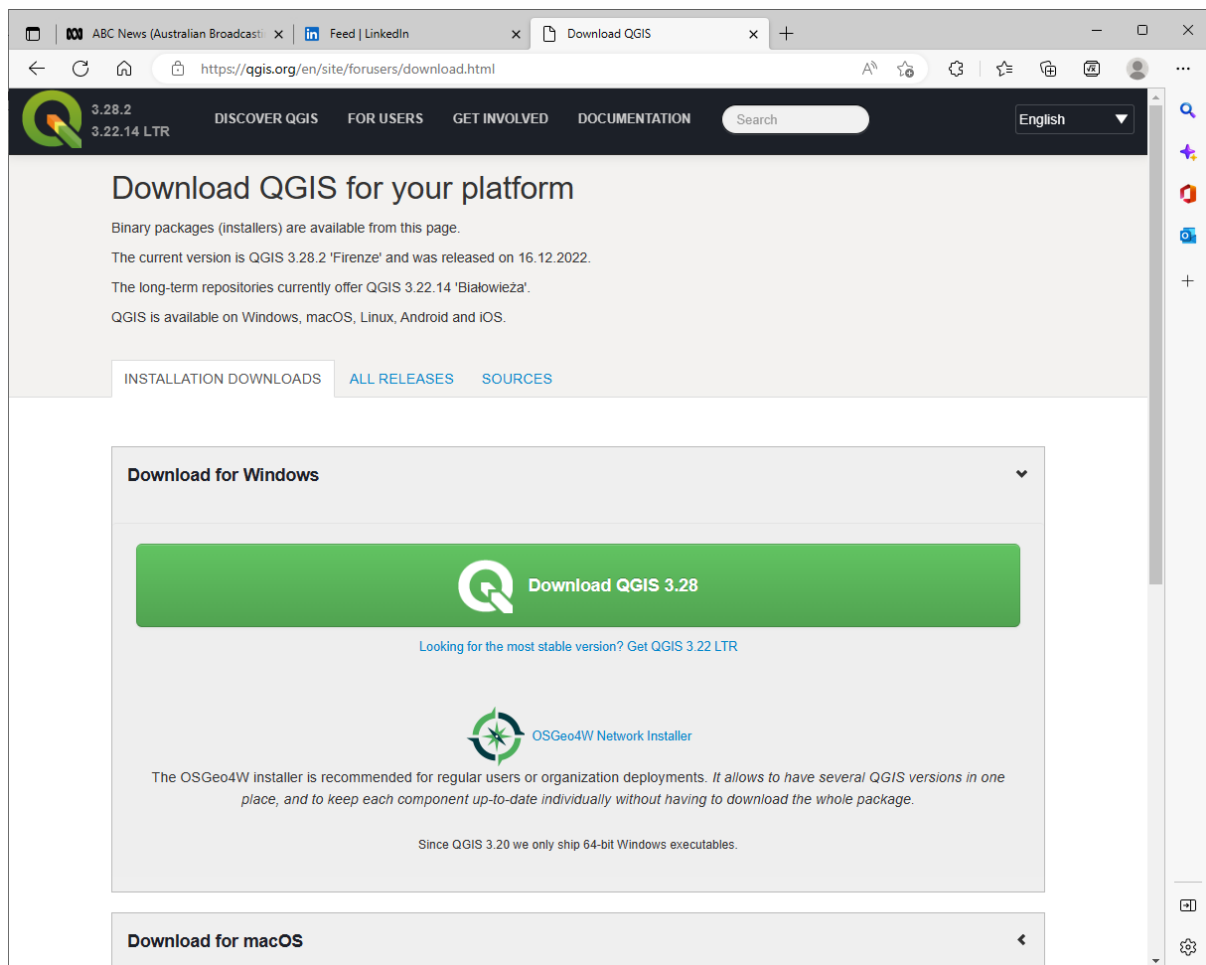 ABC News (Australian Broadcasti
Feed | LinkedIn
Download QGIS
https://qgis.org/en/site/forusers/download.html
3.28.2
3.22.14 LTR
DISCOVER QGIS
FOR USERS
GET INVOLVED
DOCUMENTATION
Search
English
Download QGIS for your platform
Binary packages (installers) are available from this page.
The current version is QGIS 3.28.2 'Firenze' and was released on 16.12.2022.
The long-term repositories currently offer QGIS 3.22.14 'Białowieża'.
QGIS is available on Windows, macOS, Linux, Android and iOS.
INSTALLATION DOWNLOADS
ALL RELEASES
SOURCES
Download for Windows
Download QGIS 3.28
Looking for the most stable version? Get QGIS 3.22 LTR
OSGeo4W Network Installer
The OSGeo4W installer is recommended for regular users or organization deployments. It allows to have several QGIS versions in one
place, and to keep each component up-to-date individually without having to download the whole package.
Since QGIS 3.20 we only ship 64-bit Windows executables.
Download for macOS